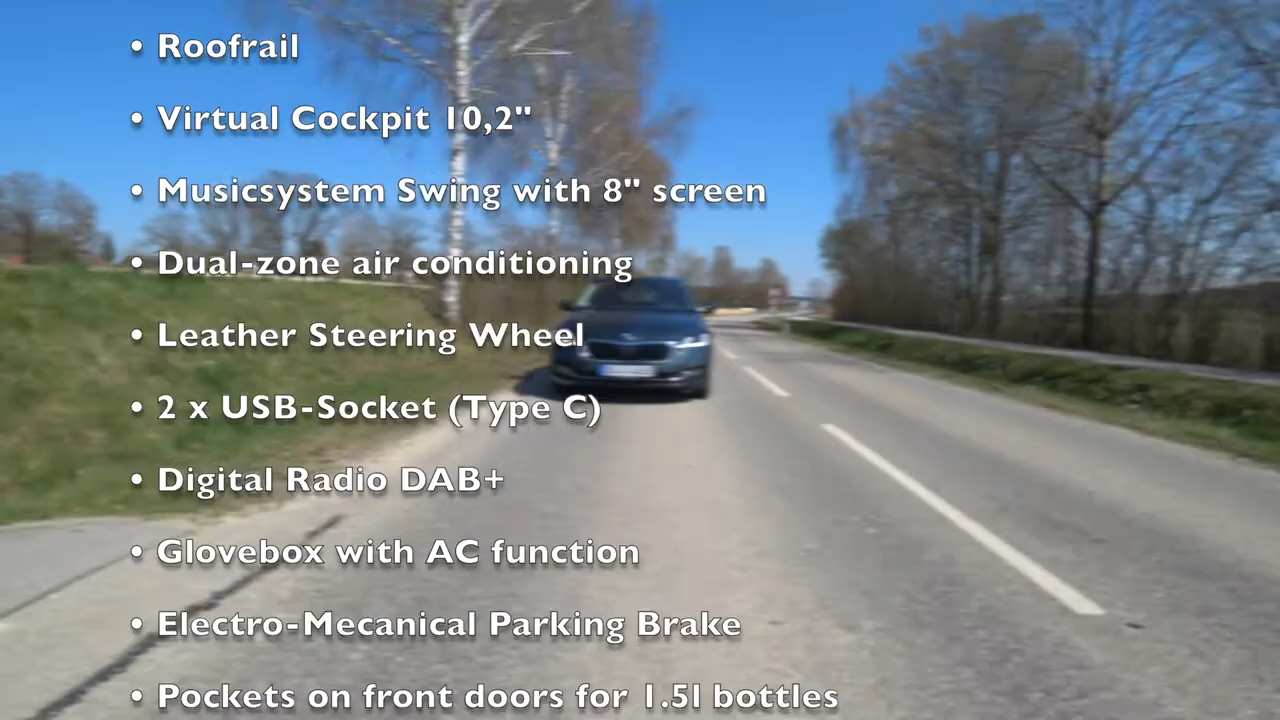 • Roofrail
• Virtual Cockpit 10,2"
• Musicsystem Swing with 8" screen
• Dual-zone air conditioning
• Leather Steering Wheel
• 2 x USB-Socket (Type C)
• Digital Radio DAB+
• Glovebox with AC function
• Electro-Mecanical Parking Brake
• Pockets on front doors for 1.5l bottles